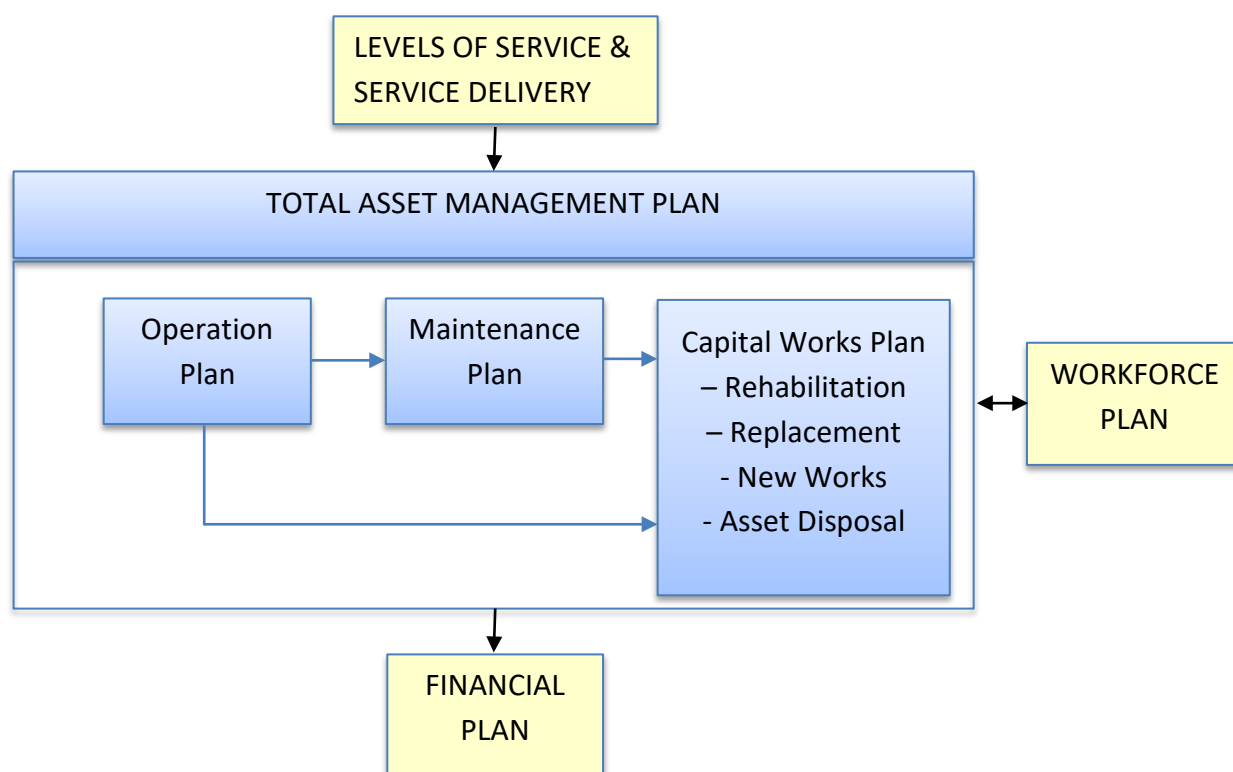 LEVELS OF SERVICE &
SERVICE DELIVERY
TOTAL ASSET MANAGEMENT PLAN
Operation
Plan
Maintenance
Plan
Capital Works Plan
– Rehabilitation
– Replacement
- New Works
- Asset Disposal
WORKFORCE
PLAN
FINANCIAL
PLAN